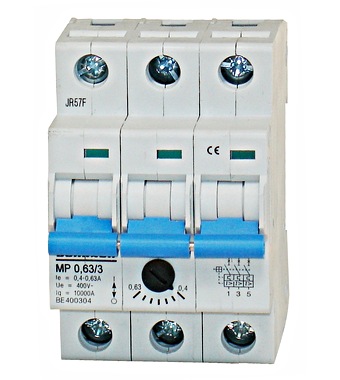 JR57F
CE
MP 0,63/3
Ie = 0,4-0,63A
Ue = 400V~
Iq = 10000A
BE400304
0,63 0,4
1 3 5